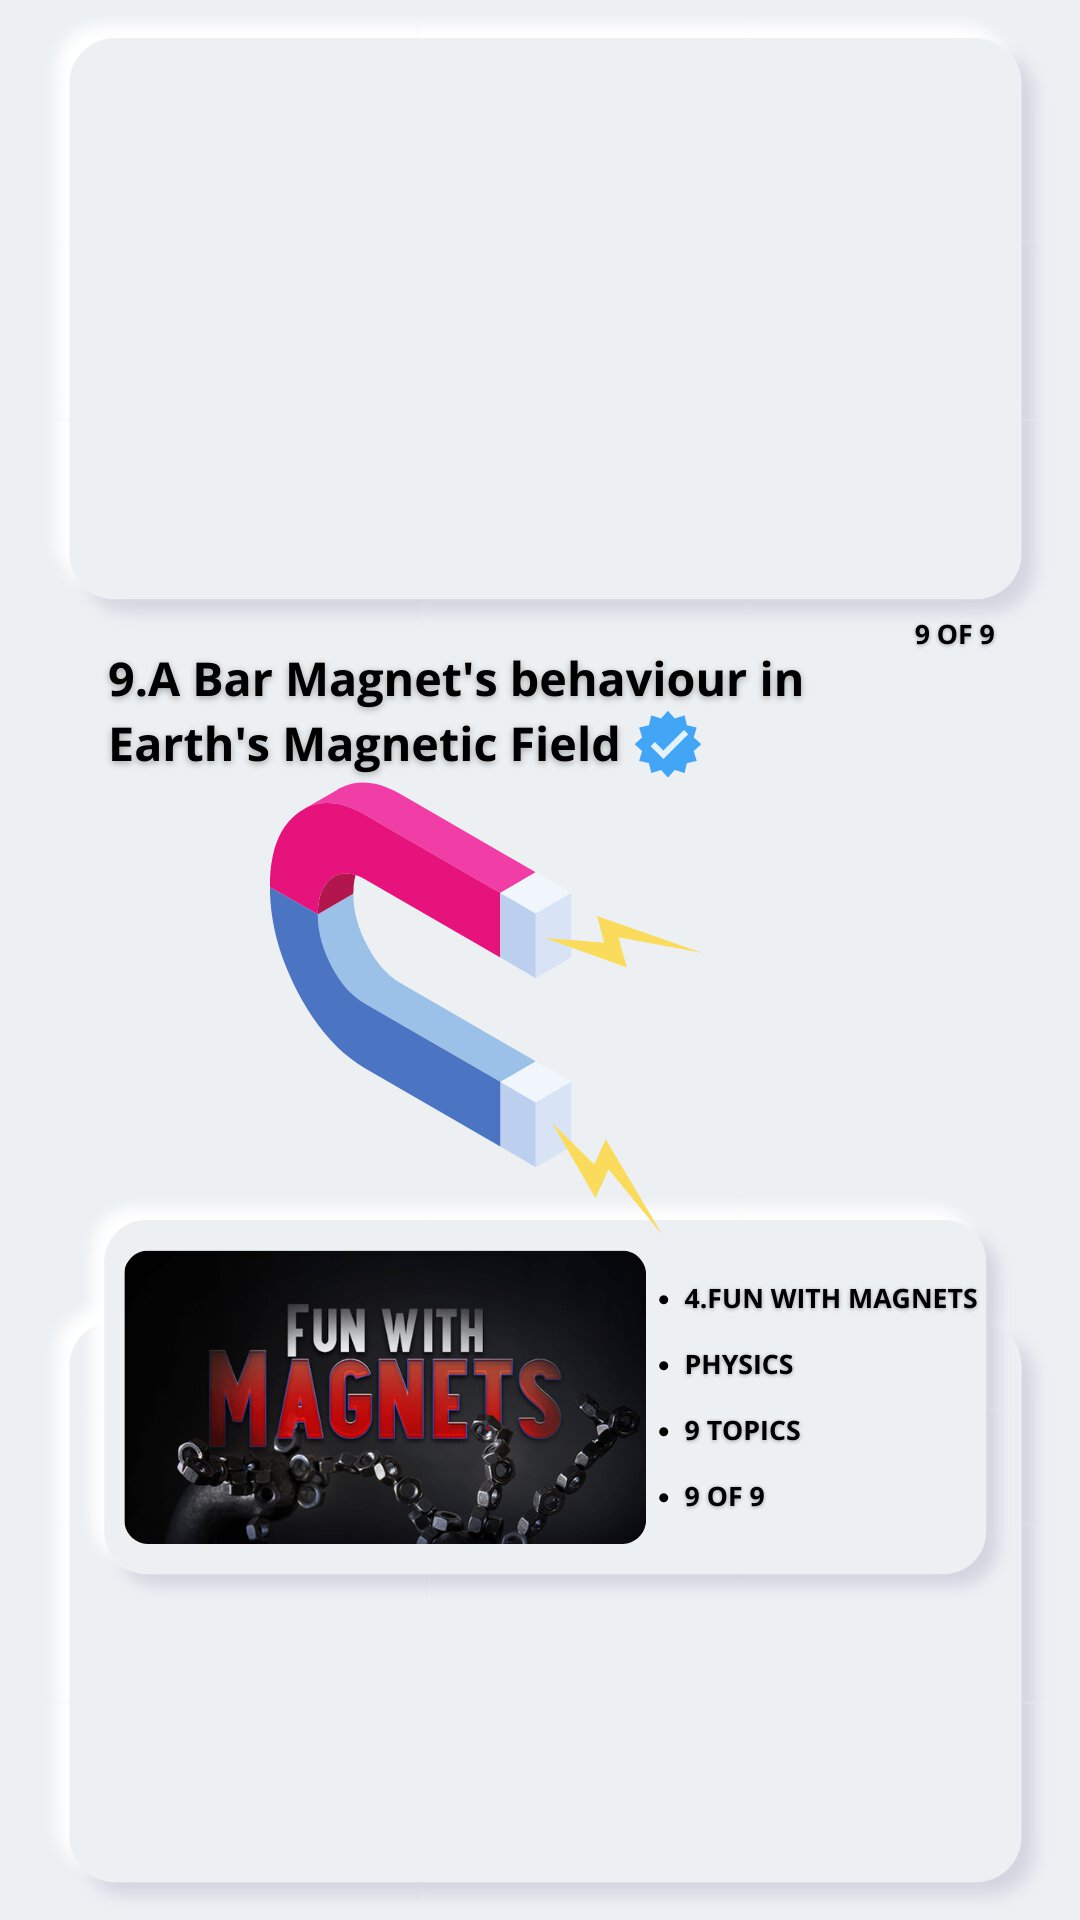 9 OF 9
9.A Bar Magnet's behaviour in
Earth's Magnetic Field
FUN WITH
MAGNETS
• 4.FUN WITH MAGNETS
• PHYSICS
• 9 TOPICS
• 9 OF 9